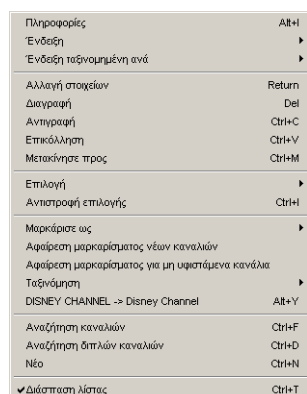 Πληροφορίες Alt+I
Ένδειξη
Ένδειξη ταξινομημένη ανά
Αλλαγή στοιχείων Return
Διαγραφή Del
Αντιγραφή Ctrl+C
Επικόλληση Ctrl+V
Μετακίνησε προς Ctrl+M
Επιλογή
Αντιστροφή επιλογής Ctrl+I
Μαρκάρισε ως
Αφαίρεση μαρκαρίσματος νέων καναλιών
Αφαίρεση μαρκαρίσματος για μη υφιστάμενα κανάλια
Ταξινόμηση
DISNEY CHANNEL -> Disney Channel Alt+Y
Αναζήτηση καναλιών Ctrl+F
Αναζήτηση διπλών καναλιών Ctrl+D
Νέο Ctrl+N
✔Διάσπαση λίστας Ctrl+T